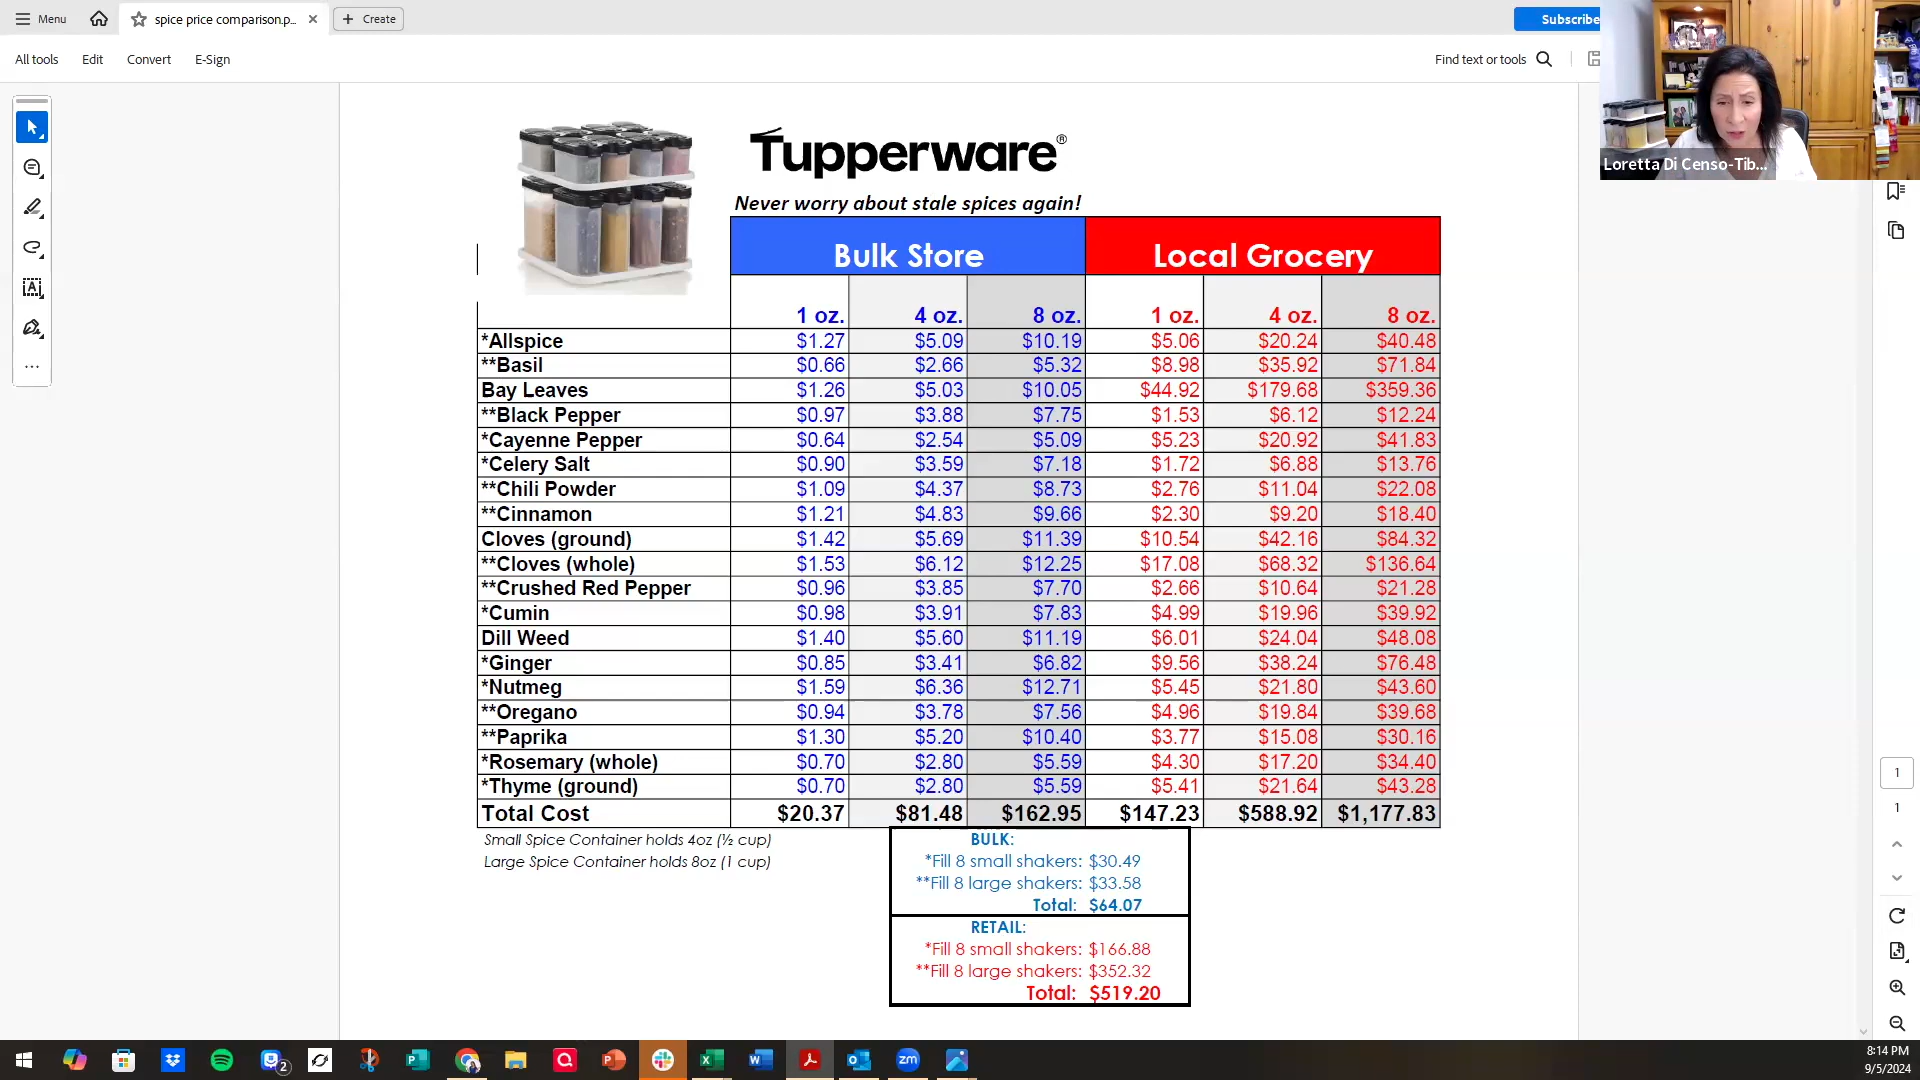 Menu
spice price comparison.p...
Create
Subscribe
All tools Edit Convert E-Sign
Find text or tools
Loretta Di Censo-Tib...
Tupperware®
Never worry about stale spices again!
Bulk Store Local Grocery
1 oz. 4 oz. 8 oz. 1 oz. 4 oz. 8 oz.
*Allspice $1.27 $5.09 $10.19 $5.06 $20.24 $40.48
**Basil $0.66 $2.66 $5.32 $8.98 $35.92 $71.84
Bay Leaves $1.26 $5.03 $10.05 $44.92 $179.68 $359.36
**Black Pepper $0.97 $3.88 $7.75 $1.53 $6.12 $12.24
*Cayenne Pepper $0.64 $2.54 $5.09 $5.23 $20.92 $41.83
*Celery Salt $0.90 $3.59 $7.18 $1.72 $6.88 $13.76
**Chili Powder $1.09 $4.37 $8.73 $2.76 $11.04 $22.08
**Cinnamon $1.21 $4.83 $9.66 $2.30 $9.20 $18.40
Cloves (ground) $1.42 $5.69 $11.39 $10.54 $42.16 $84.32
**Cloves (whole) $1.53 $6.12 $12.25 $17.08 $68.32 $136.64
**Crushed Red Pepper $0.96 $3.85 $7.70 $2.66 $10.64 $21.28
*Cumin $0.98 $3.91 $7.83 $4.99 $19.96 $39.92
Dill Weed $1.40 $5.60 $11.19 $6.01 $24.04 $48.08
*Ginger $0.85 $3.41 $6.82 $9.56 $38.24 $76.48
*Nutmeg $1.59 $6.36 $12.71 $5.45 $21.80 $43.60
**Oregano $0.94 $3.78 $7.56 $4.96 $19.84 $39.68
**Paprika $1.30 $5.20 $10.40 $3.77 $15.08 $30.16
*Rosemary (whole) $0.70 $2.80 $5.59 $4.30 $17.20 $34.40
*Thyme (ground) $0.70 $2.80 $5.59 $5.41 $21.64 $43.28
Total Cost $20.37 $81.48 $162.95 $147.23 $588.92 $1,177.83
Small Spice Container holds 4oz (½ cup)
Large Spice Container holds 8oz (1 cup)
BULK:
*Fill 8 small shakers: $30.49
**Fill 8 large shakers: $33.58
Total: $64.07
RETAIL:
*Fill 8 small shakers: $166.88
**Fill 8 large shakers: $352.32
Total: $519.20
1
1
2
zm
8:14 PM
9/5/2024